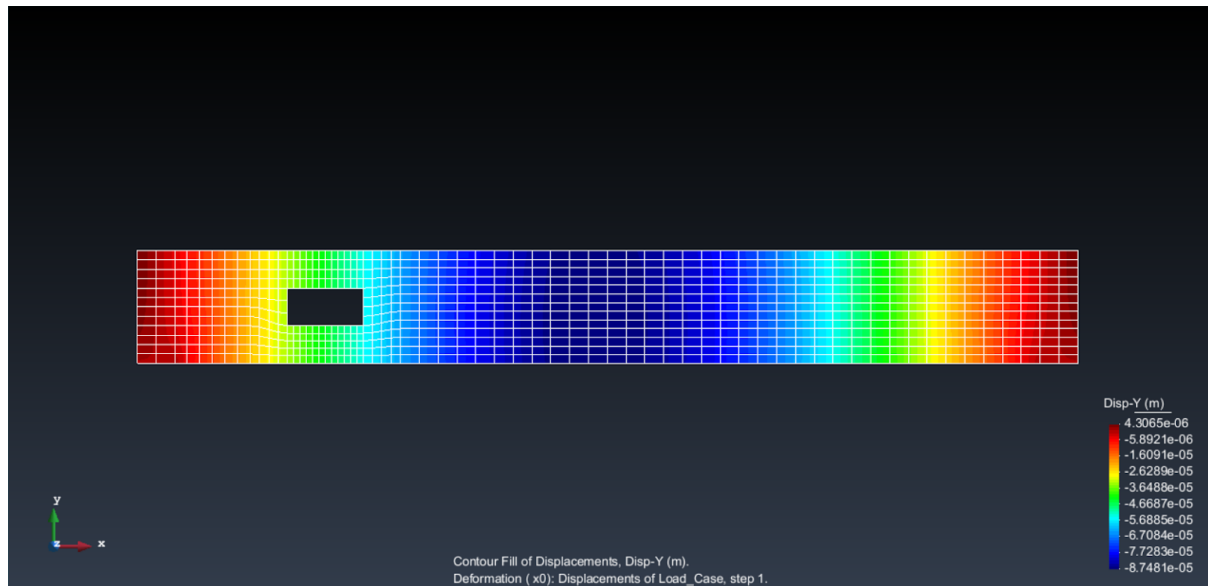 Disp-Y (m)
4.3065e-06
-5.8921e-06
-1.6091e-05
-2.6289e-05
-3.6488e-05
-4.6687e-05
-5.6885e-05
-6.7084e-05
-7.7283e-05
-8.7481e-05
y
z x
Contour Fill of Displacements, Disp-Y (m).
Deformation ( x0): Displacements of Load_Case, step 1.